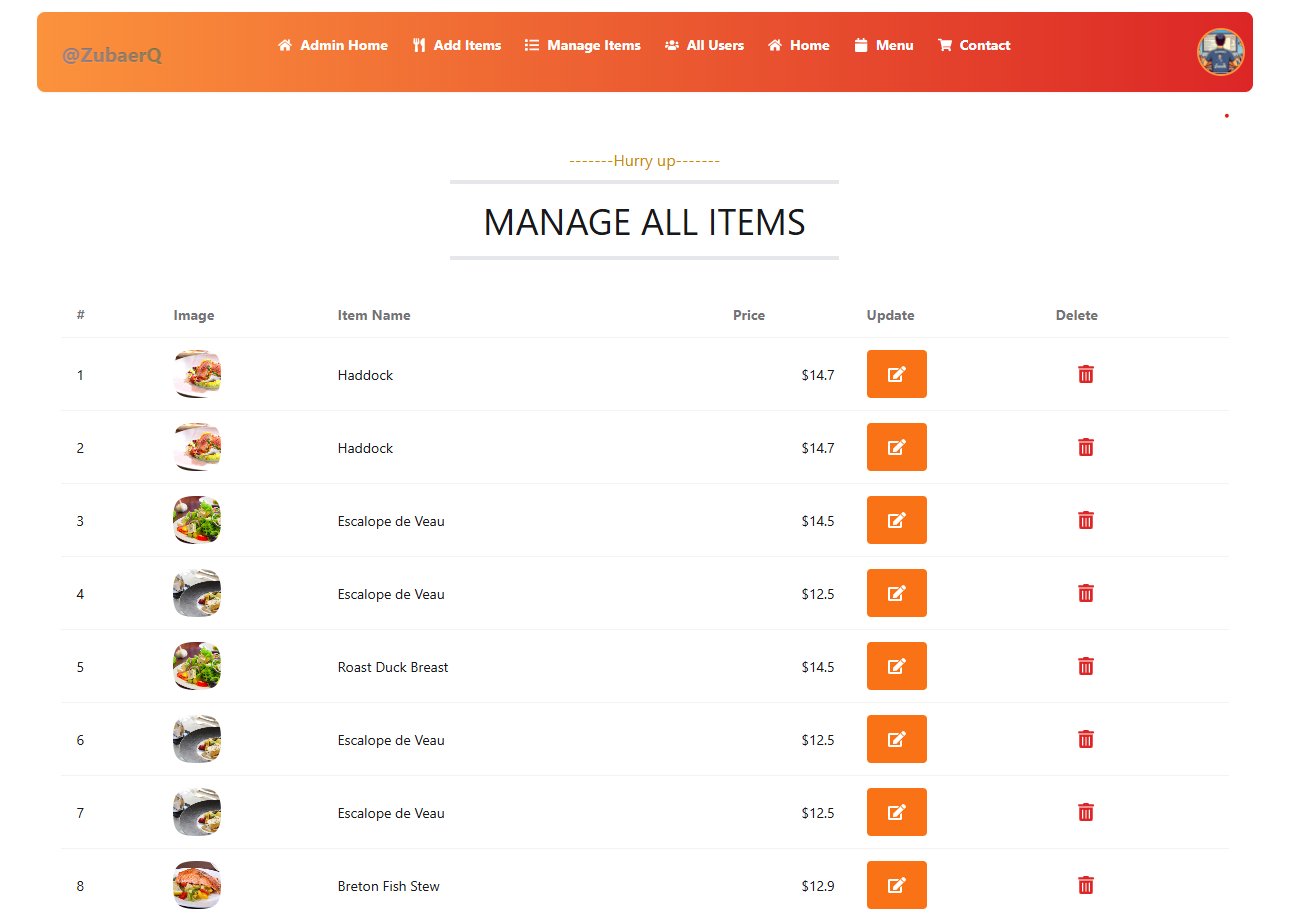 @ZubaerQ Admin Home Add Items Manage Items All Users Home Menu Contact
-------Hurry up-------
MANAGE ALL ITEMS
# Image Item Name Price Update Delete
1 Haddock $14.7
2 Haddock $14.7
3 Escalope de Veau $14.5
4 Escalope de Veau $12.5
5 Roast Duck Breast $14.5
6 Escalope de Veau $12.5
7 Escalope de Veau $12.5
8 Breton Fish Stew $12.9